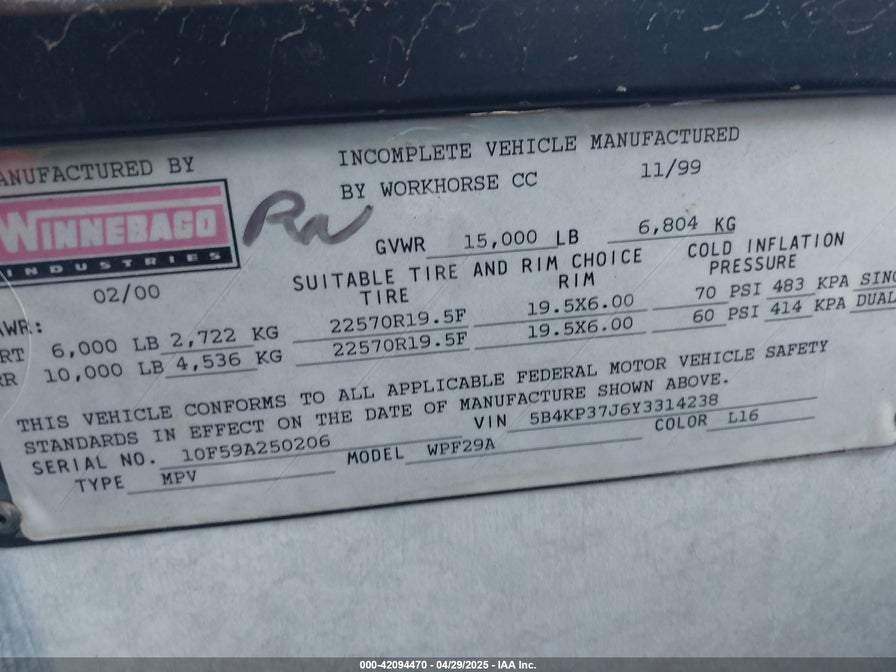 ANUFACTURED BY
INCOMPLETE VEHICLE MANUFACTURED
BY WORKHORSE CC 11/99
WINNEBAGO
INDUSTRIES
RW
GVWR 15,000 LB 6,804 KG
02/00
SUITABLE TIRE AND RIM CHOICE
TIRE RIM
COLD INFLATION
PRESSURE
AWR:
RT 6,000 LB 2,722 KG 22570R19.5F 19.5X6.00 70 PSI 483 KPA SING
RR 10,000 LB 4,536 KG 22570R19.5F 19.5X6.00 60 PSI 414 KPA DUAL
THIS VEHICLE CONFORMS TO ALL APPLICABLE FEDERAL MOTOR VEHICLE SAFETY
STANDARDS IN EFFECT ON THE DATE OF MANUFACTURE SHOWN ABOVE.
SERIAL NO. 10F59A250206 VIN 5B4KP37J6Y3314238
TYPE MPV MODEL WPF29A COLOR L16
000-42094470 04/29/2025 - IAA Inc.